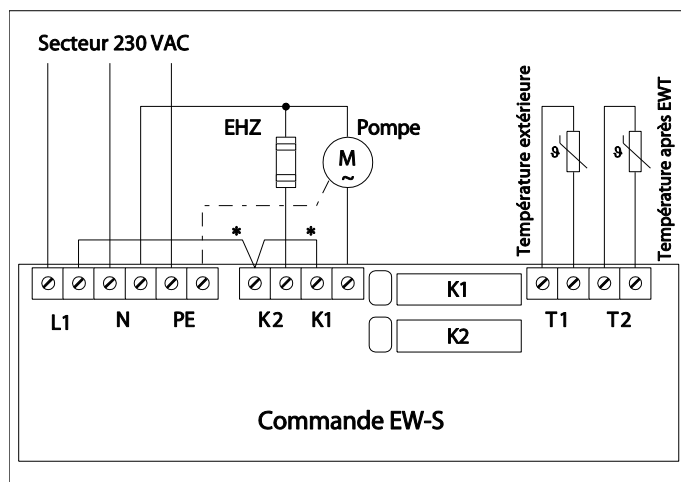 Secteur 230 VAC
EHZ
Pompe
M
~
Température extérieure
ϑ
Température après EWT
ϑ
*
*
L1
N
PE
K2
K1
K1
K2
T1
T2
Commande EW-S